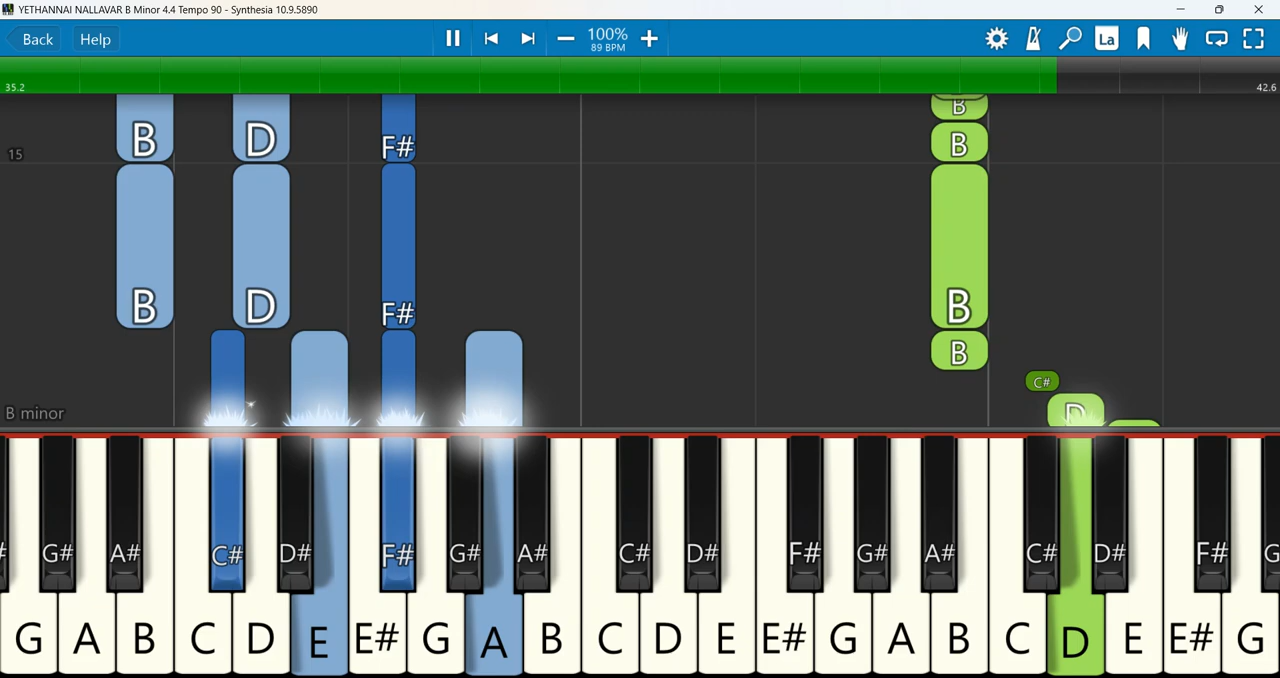 YETHANNAI NALLAVAR B Minor 4.4 Tempo 90 - Synthesia 10.9.5890
Back Help 100% La
89 BPM
35.2 42.6
B
B D F# B
15
B D F# B
B
C#
D
B minor
G# A# C# D# F# G# A# C# D# F# G# A# C# D# F# G
G A B C D E E# G A B C D E E# G A B C D E E# G